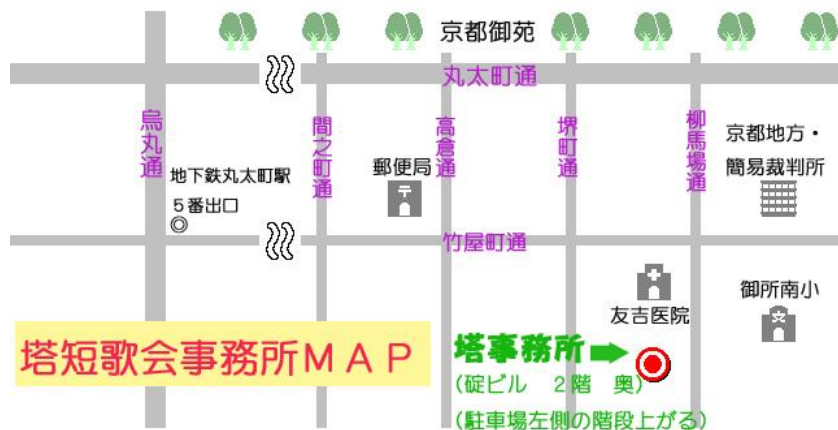 京都御苑
丸太町通
烏丸通
間之町通
高倉通
堺町通
柳馬場通
地下鉄丸太町駅
５番出口
郵便局
〒
京都地方・
簡易裁判所
竹屋町通
友吉医院
御所南小
文
塔短歌会事務所ＭＡＰ
塔事務所
(碇ビル　２階　奥)
(駐車場左側の階段上がる)